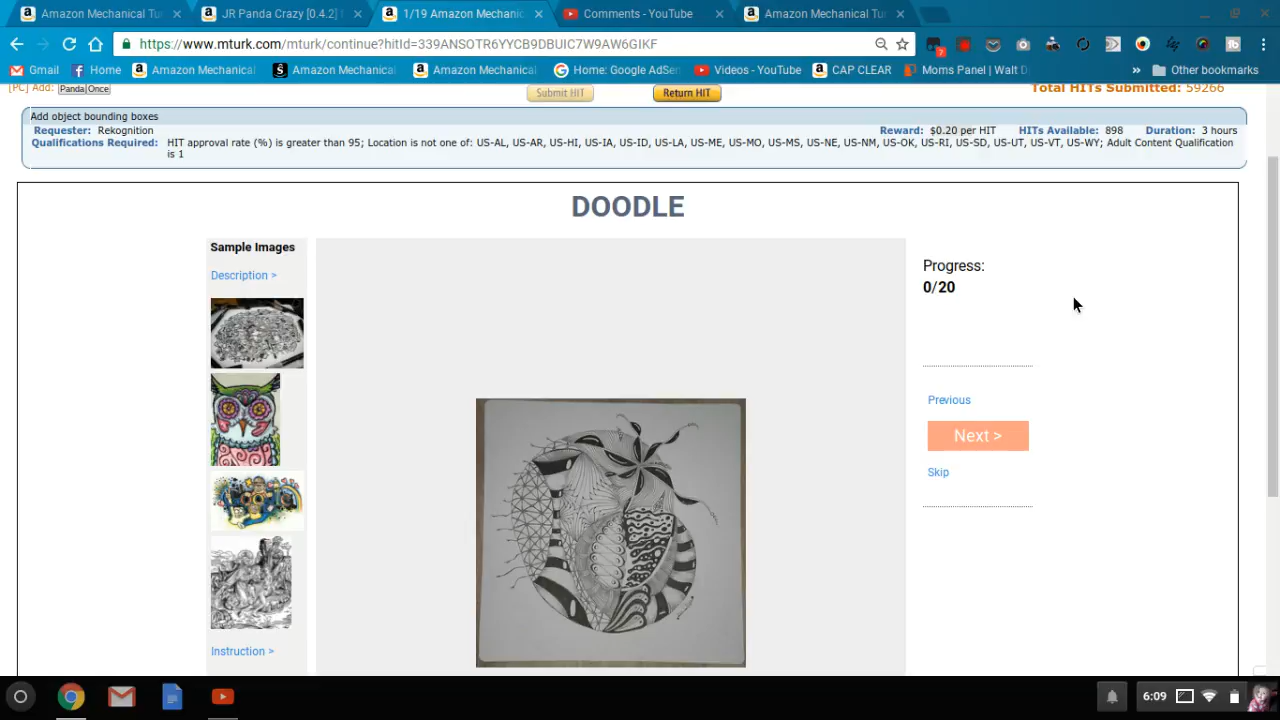 Amazon Mechanical Tu
JR Panda Crazy [0.4.2]
1/19 Amazon Mechanic
Comments - YouTube
Amazon Mechanical Tu
https://www.mturk.com/mturk/continue?hitId=339ANSOTR6YYCB9DBUIC7W9AW6GIKF
7
Gmail
Home
Amazon Mechanical
Amazon Mechanical
Amazon Mechanical
Home: Google AdSen
Videos - YouTube
CAP CLEAR
Moms Panel | Walt D
»
Other bookmarks
[PC] Add: Panda Once
Submit HIT
Return HIT
Total HITs Submitted: 59266
Add object bounding boxes
Requester: Rekognition
Reward: $0.20 per HIT HITs Available: 898 Duration: 3 hours
Qualifications Required: HIT approval rate (%) is greater than 95; Location is not one of: US-AL, US-AR, US-HI, US-IA, US-ID, US-LA, US-ME, US-MO, US-MS, US-NE, US-NM, US-OK, US-RI, US-SD, US-UT, US-VT, US-WY; Adult Content Qualification
is 1
DOODLE
Sample Images
Description >
Instruction >
Progress:
0/20
Previous
Next >
Skip
6:09